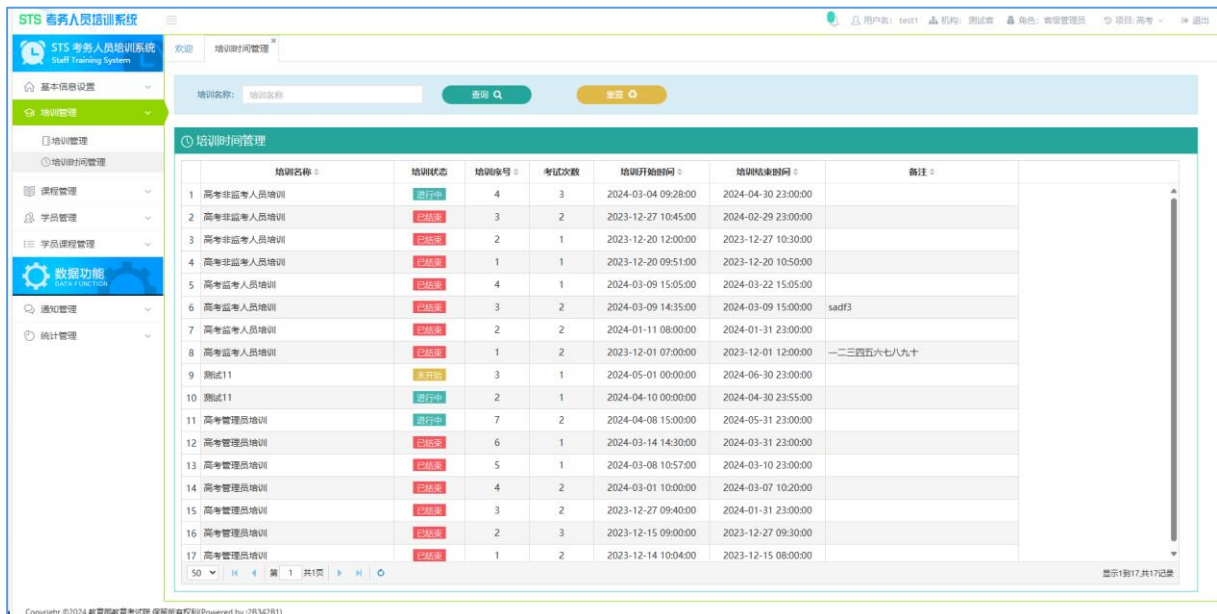 STS 考务人员培训系统
用户名: test1 机构: 测试省 角色: 省级管理员 项目:高考 退出
STS 考务人员培训系统
Staff Training System
欢迎 培训时间管理
基本信息设置
培训管理
培训管理
培训时间管理
课程管理
学员管理
学员课程管理
数据功能
DATA FUNCTION
通知管理
统计管理
培训名称: 培训名称 查询 重置
培训时间管理
培训名称 培训状态 培训序号 考试次数 培训开始时间 培训结束时间 备注
1 高考非监考人员培训 进行中 4 3 2024-03-04 09:28:00 2024-04-30 23:00:00
2 高考非监考人员培训 已结束 3 2 2023-12-27 10:45:00 2024-02-29 23:00:00
3 高考非监考人员培训 已结束 2 1 2023-12-20 12:00:00 2023-12-27 10:30:00
4 高考非监考人员培训 已结束 1 1 2023-12-20 09:51:00 2023-12-20 10:50:00
5 高考监考人员培训 已结束 4 1 2024-03-09 15:05:00 2024-03-22 15:05:00
6 高考监考人员培训 已结束 3 2 2024-03-09 14:35:00 2024-03-09 15:00:00 sadf3
7 高考监考人员培训 已结束 2 2 2024-01-11 08:00:00 2024-01-31 23:00:00
8 高考监考人员培训 已结束 1 2 2023-12-01 07:00:00 2023-12-01 12:00:00 一二三四五六七八九十
9 测试11 未开始 3 1 2024-05-01 00:00:00 2024-06-30 23:00:00
10 测试11 进行中 2 1 2024-04-10 00:00:00 2024-04-30 23:55:00
11 高考管理员培训 进行中 7 2 2024-04-08 15:00:00 2024-05-31 23:00:00
12 高考管理员培训 已结束 6 1 2024-03-14 14:30:00 2024-03-31 23:00:00
13 高考管理员培训 已结束 5 1 2024-03-08 10:57:00 2024-03-10 23:00:00
14 高考管理员培训 已结束 4 2 2024-03-01 10:00:00 2024-03-07 10:20:00
15 高考管理员培训 已结束 3 2 2023-12-27 09:40:00 2024-01-31 23:00:00
16 高考管理员培训 已结束 2 3 2023-12-15 09:00:00 2023-12-27 09:30:00
17 高考管理员培训 已结束 1 2 2023-12-14 10:04:00 2023-12-15 08:00:00
50 第 1 共1页 显示1到17,共17记录
Copyright ©2024 教育部教育考试院 保留所有权利(Powered by :2B342B1)